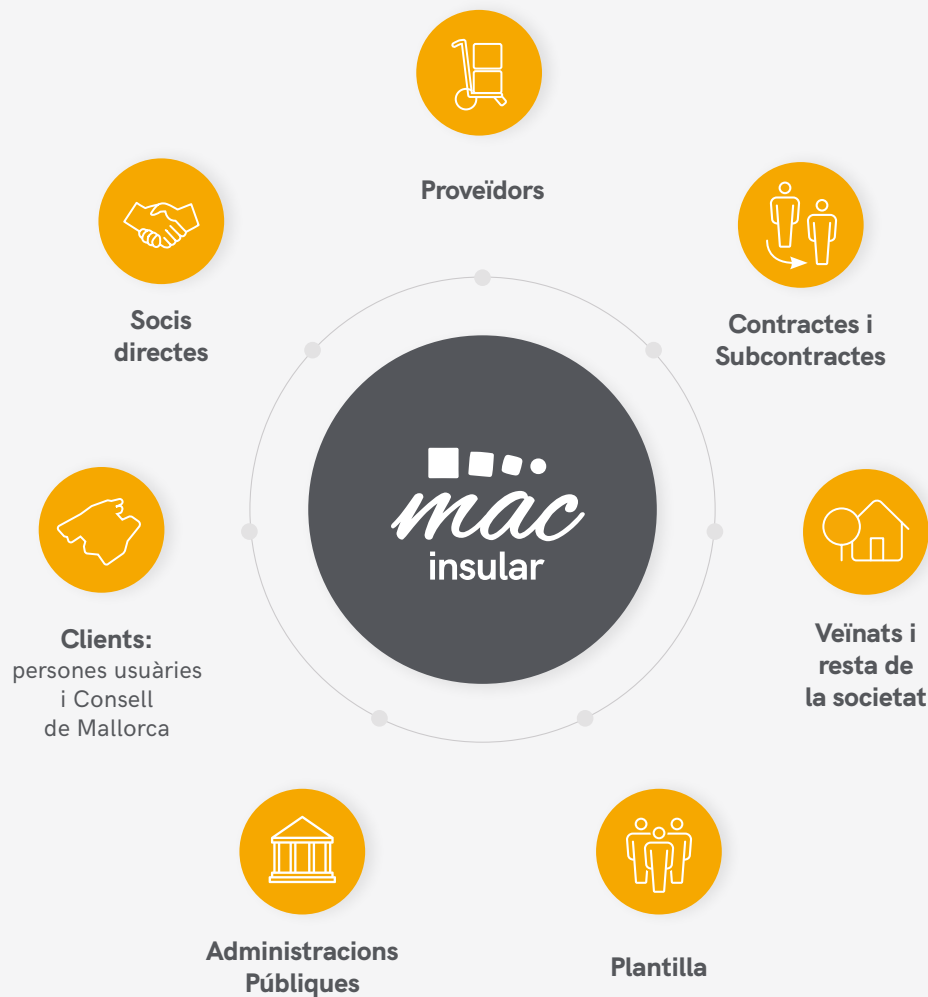 Proveïdors
Socis
directes
Contractes i
Subcontractes
mac
insular
Clients:
persones usuàries
i Consell
de Mallorca
Veïnats i
resta de
la societat
Administracions
Públiques
Plantilla